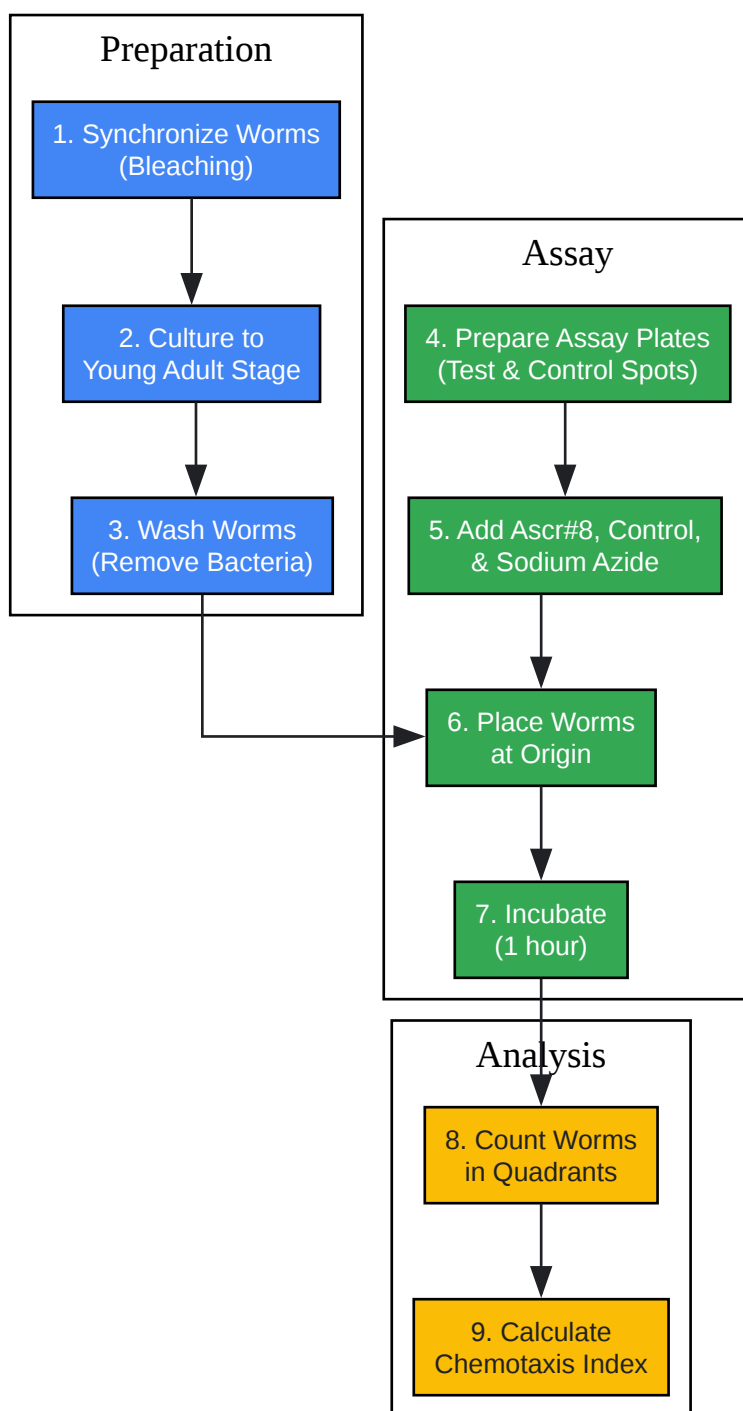 Preparation
1. Synchronize Worms
(Bleaching)
2. Culture to
Young Adult Stage
3. Wash Worms
(Remove Bacteria)
Assay
4. Prepare Assay Plates
(Test & Control Spots)
5. Add Ascr#8, Control,
& Sodium Azide
6. Place Worms
at Origin
7. Incubate
(1 hour)
Analysis
8. Count Worms
in Quadrants
9. Calculate
Chemotaxis Index